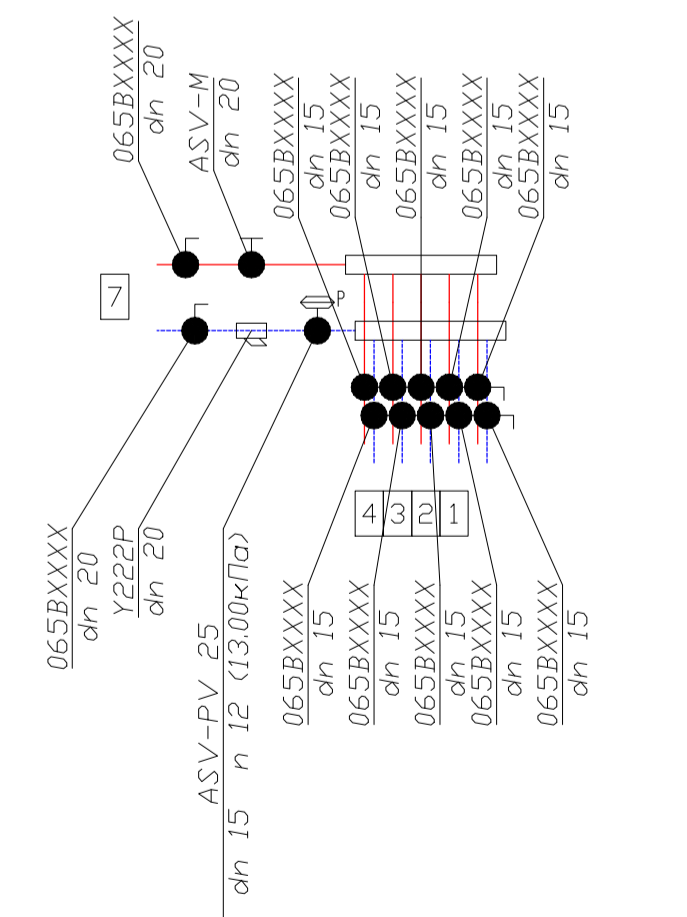 065BXXXX
dn 20
ASV-M
dn 20
065BXXXX
dn 15
065BXXXX
dn 15
065BXXXX
dn 15
065BXXXX
dn 15
065BXXXX
dn 15
7
P
4 3 2 1
065BXXXX
dn 20
Y222P
dn 20
ASV-PV 25
dn 15 n 12 (13.00кПа)
065BXXXX
dn 15
065BXXXX
dn 15
065BXXXX
dn 15
065BXXXX
dn 15
065BXXXX
dn 15